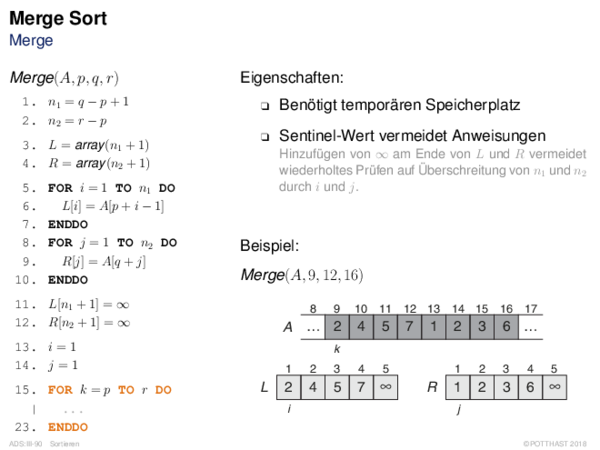 Merge Sort
Merge
Merge(A, p, q, r)
1. n₁ = q − p + 1
2. n₂ = r − p
3. L = array(n₁ + 1)
4. R = array(n₂ + 1)
5. FOR i = 1 TO n₁ DO
6. L[i] = A[p + i − 1]
7. ENDDO
8. FOR j = 1 TO n₂ DO
9. R[j] = A[q + j]
10. ENDDO
11. L[n₁ + 1] = ∞
12. R[n₂ + 1] = ∞
13. i = 1
14. j = 1
15. FOR k = p TO r DO
| ...
23. ENDDO
Eigenschaften:
❑ Benötigt temporären Speicherplatz
❑ Sentinel-Wert vermeidet Anweisungen
Hinzufügen von ∞ am Ende von L und R vermeidet
wiederholtes Prüfen auf Überschreitung von n₁ und n₂
durch i und j.
Beispiel:
Merge(A, 9, 12, 16)
8 9 10 11 12 13 14 15 16 17
A ... 2 4 5 7 1 2 3 6 ...
k
1 2 3 4 5
L 2 4 5 7 ∞
i
1 2 3 4 5
R 1 2 3 6 ∞
j
ADS:III-90 Sortieren
© POTTHAST 2018